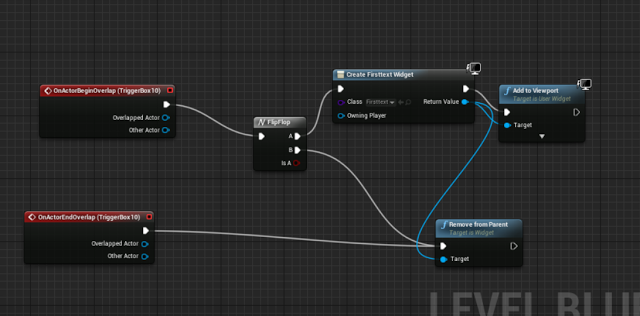 Create Firsttext Widget
OnActorBeginOverlap (TriggerBox10)
Add to Viewport
Target is User Widget
Class Firsttext Return Value
Overlapped Actor
Owning Player
FlipFlop
Target
Other Actor
A
B
Is A
OnActorEndOverlap (TriggerBox10)
Remove from Parent
Target is Widget
Overlapped Actor
Other Actor
Target
LEVEL BLU